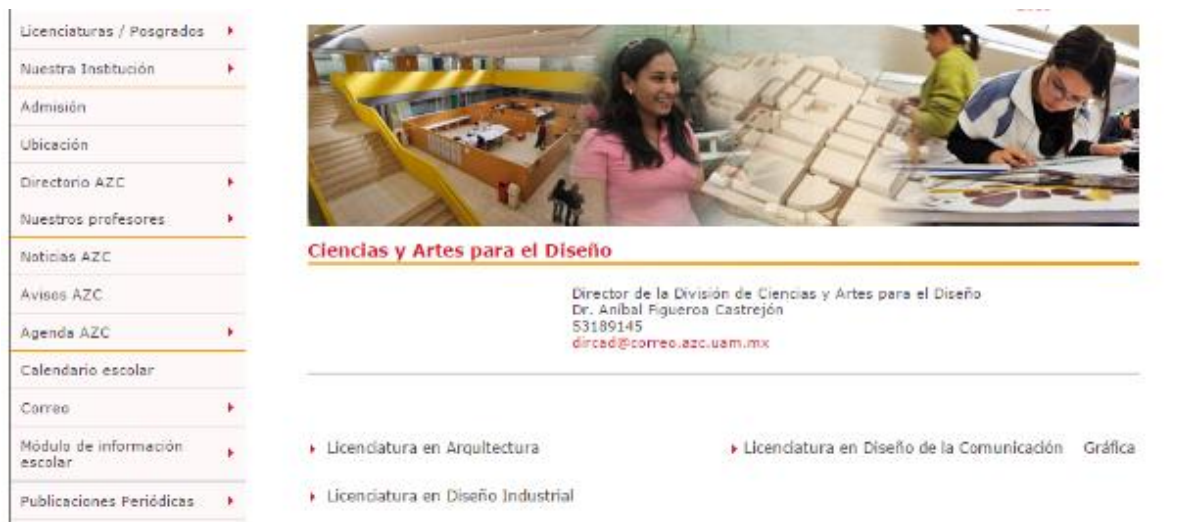 Licenciaturas / Posgrados
Nuestra Institución
Admisión
Ubicación
Directorio AZC
Nuestros profesores
Noticias AZC
Avisos AZC
Agenda AZC
Calendario escolar
Correo
Módulo de información
escolar
Publicaciones Periódicas
Ciencias y Artes para el Diseño
Director de la División de Ciencias y Artes para el Diseño
Dr. Aníbal Figueroa Castrejón
53189145
dircad@correo.azc.uam.mx
Licenciatura en Arquitectura
Licenciatura en Diseño de la Comunicación Gráfica
Licenciatura en Diseño Industrial